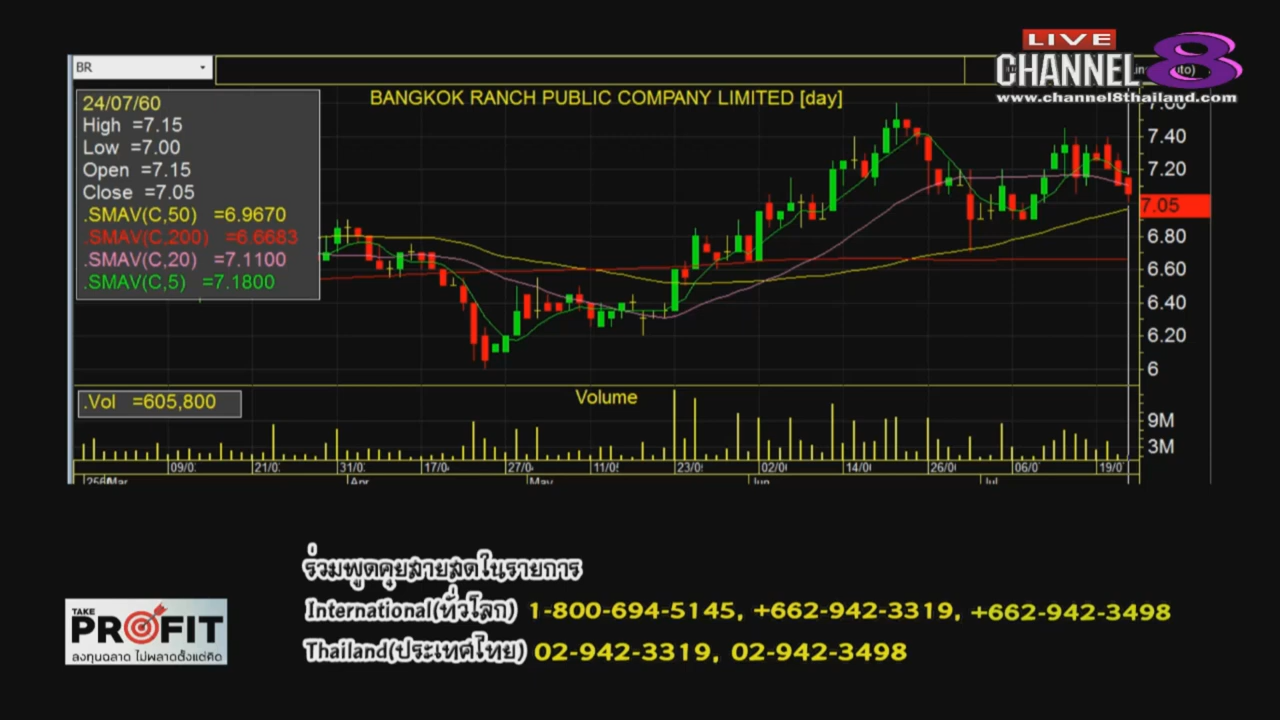 LIVE
CHANNEL 8
www.channel8thailand.com
BR
to)
BANGKOK RANCH PUBLIC COMPANY LIMITED [day]
24/07/60
High =7.15
Low =7.00
Open =7.15
Close =7.05
.SMAV(C,50) =6.9670
.SMAV(C,200) =6.6683
.SMAV(C,20) =7.1100
.SMAV(C,5) =7.1800
7.60
7.40
7.20
7.05
6.80
6.60
6.40
6.20
6
.Vol =605,800
Volume
9M
3M
09/0 21/0 31/0 17/0 27/0 11/0 23/0 02/0 14/0 26/0 06/0 19/0
Mar Apr May Jun Jul
ร่วมพูดคุยสายสดในรายการ
International(ทั่วโลก) 1-800-694-5145, +662-942-3319, +662-942-3498
Thailand(ประเทศไทย) 02-942-3319, 02-942-3498
TAKE
PROFIT
ลงทุนฉลาด ไม่พลาดตั้งแต่คิด